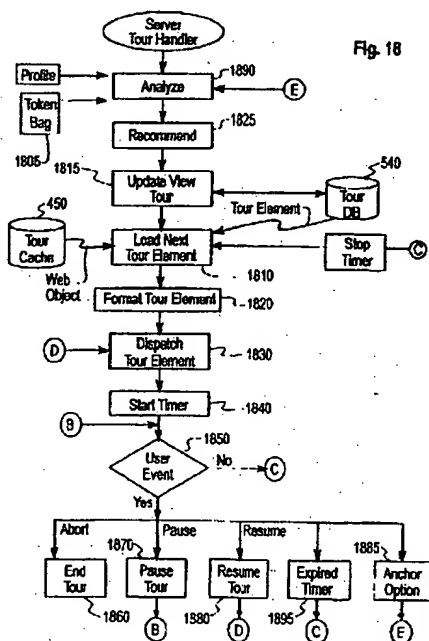 Server
Tour Handler
Fig. 18
Profile
1890
Analyze
E
Token
Bag
1825
1805
Recommend
1815
540
Update View
Tour
450
Tour Element
Tour
DB
Tour
Cache
Load Next
Tour Element
Stop
Timer
C
Web
Object
1810
Format Tour Element
1820
D
Dispatch
Tour Element
1830
Start Timer
1840
B
1850
User
Event
No
C
Yes
Abort
Pause
Resume
1870
1885
End
Tour
Pause
Tour
Resume
Tour
Expired
Timer
Anchor
Option
1860
B
1880
D
1895
C
E